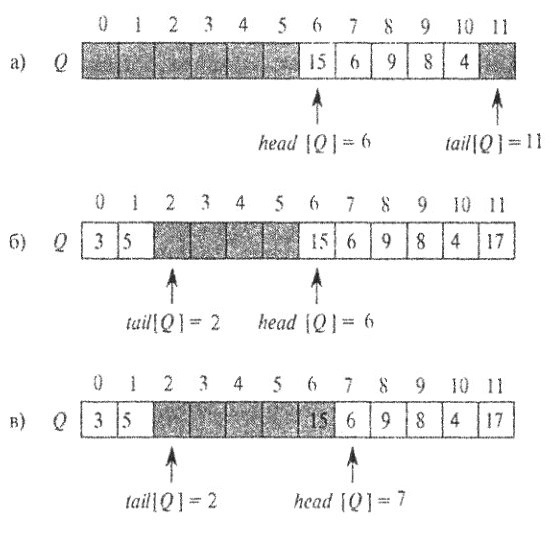 0 1 2 3 4 5 6 7 8 9 10 11
а) Q 15 6 9 8 4
head [Q] = 6 tail[Q] = 11
0 1 2 3 4 5 6 7 8 9 10 11
б) Q 3 5 15 6 9 8 4 17
tail[Q] = 2 head [Q] = 6
0 1 2 3 4 5 6 7 8 9 10 11
в) Q 3 5 15 6 9 8 4 17
tail[Q] = 2 head [Q] = 7